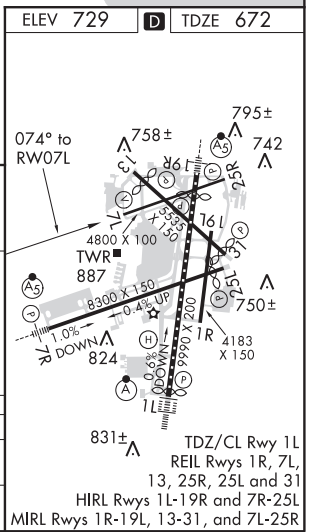 ELEV 729 D TDZE 672
074° to
RW07L
758±
795±
742
A5
13
19R
25R
7L
5535
X 150
4800 X 100
TWR
887
19L
31
25L
A5
8300 X 150
0.4% UP
1.0%
DOWN
7R
824
H
0.6%
DOWN
9990 X 200
1R
750±
4183
X 150
A
1L
P
831±
TDZ/CL Rwy 1L
REIL Rwys 1R, 7L,
13, 25R, 25L and 31
HIRL Rwys 1L-19R and 7R-25L
MIRL Rwys 1R-19L, 13-31, and 7L-25R